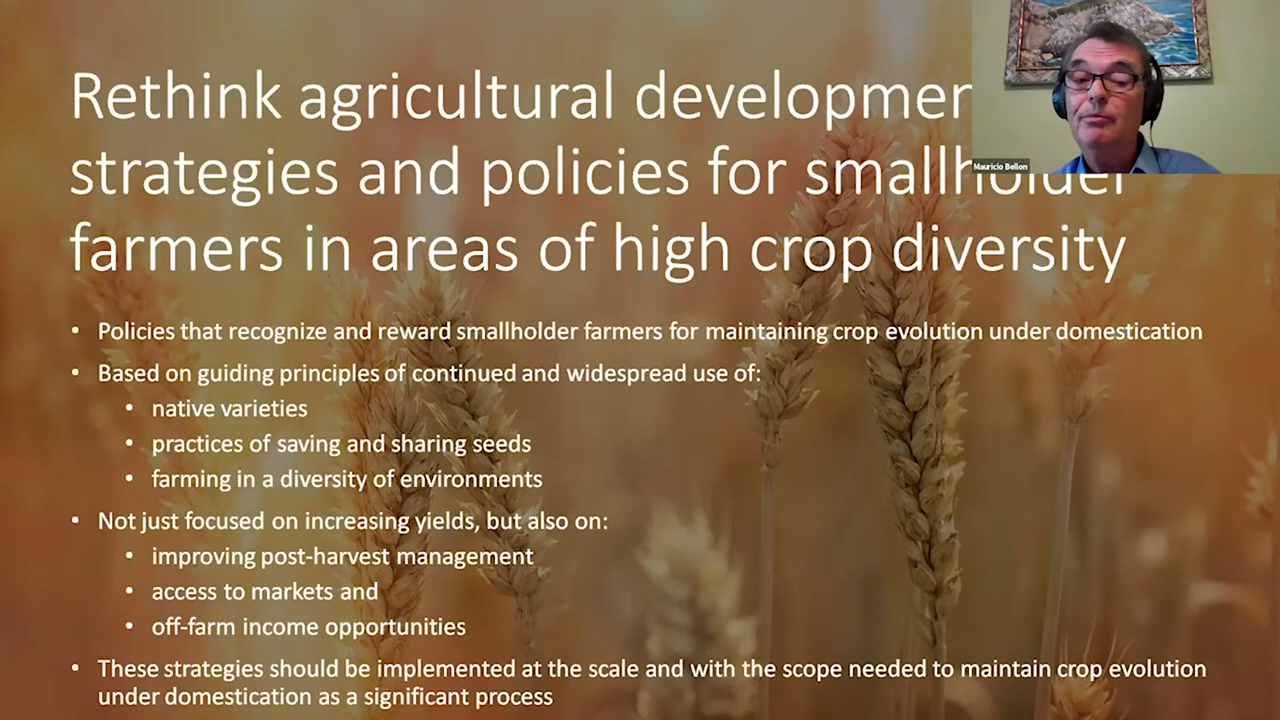 Rethink agricultural developmen
strategies and policies for smallholder
farmers in areas of high crop diversity
Mauricio Bellon
• Policies that recognize and reward smallholder farmers for maintaining crop evolution under domestication
• Based on guiding principles of continued and widespread use of:
• native varieties
• practices of saving and sharing seeds
• farming in a diversity of environments
• Not just focused on increasing yields, but also on:
• improving post-harvest management
• access to markets and
• off-farm income opportunities
• These strategies should be implemented at the scale and with the scope needed to maintain crop evolution
under domestication as a significant process